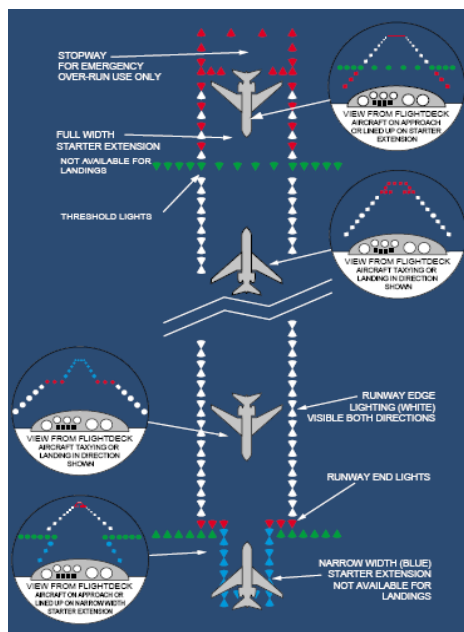 STOPWAY
FOR EMERGENCY
OVER-RUN USE ONLY
VIEW FROM FLIGHTDECK
AIRCRAFT ON APPROACH
OR LINED UP ON STARTER
EXTENSION
FULL WIDTH
STARTER EXTENSION
NOT AVAILABLE FOR
LANDINGS
THRESHOLD LIGHTS
VIEW FROM FLIGHTDECK
AIRCRAFT TAXYING OR
LANDING IN DIRECTION
SHOWN
VIEW FROM FLIGHTDECK
AIRCRAFT TAXYING OR
LANDING IN DIRECTION
SHOWN
RUNWAY EDGE
LIGHTING (WHITE)
VISIBLE BOTH DIRECTIONS
RUNWAY END LIGHTS
VIEW FROM FLIGHTDECK
AIRCRAFT ON APPROACH OR
LINED UP ON NARROW WIDTH
STARTER EXTENSION
NARROW WIDTH (BLUE)
STARTER EXTENSION
NOT AVAILABLE FOR
LANDINGS